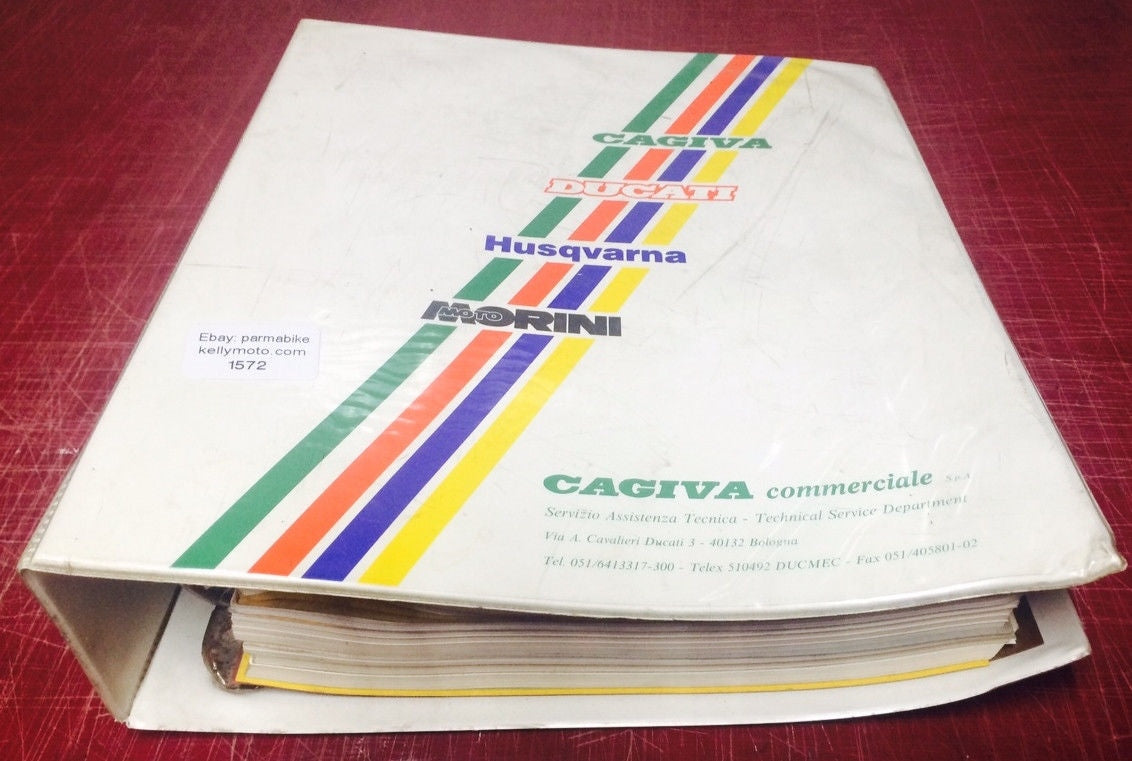 CAGIVA
DUCATI
Husqvarna
MOTO MORINI
Ebay: parmabike
kellymoto.com
1572
CAGIVA commerciale S.p.A
Servizio Assistenza Tecnica - Technical Service Department
Via A. Cavalieri Ducati 3 - 40132 Bologna
Tel. 051/6413317-300 - Telex 510492 DUCMEC - Fax 051/405801-02